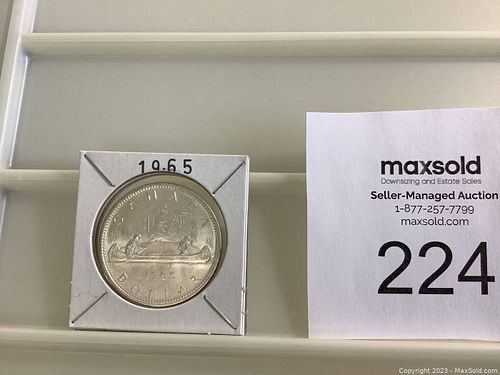 1965
CANADA
1965
DOLLAR
maxsold
Downsizing and Estate Sales
Seller-Managed Auction
1-877-257-7799
maxsold.com
224
Copyright 2023 - MaxSold.com